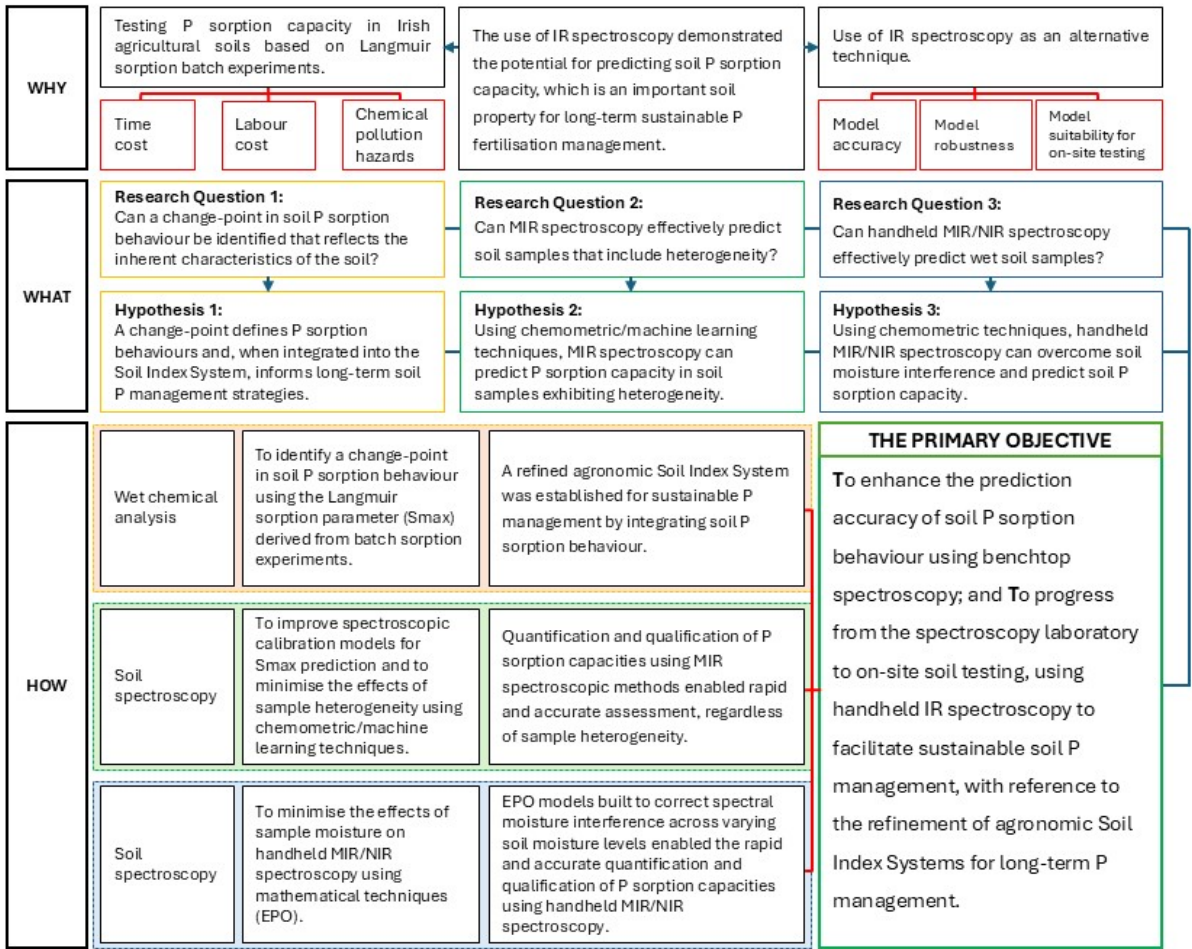 WHY
Testing P sorption capacity in Irish
agricultural soils based on Langmuir
sorption batch experiments.
Time
cost
Labour
cost
Chemical
pollution
hazards
The use of IR spectroscopy demonstrated
the potential for predicting soil P sorption
capacity, which is an important soil
property for long-term sustainable P
fertilisation management.
Use of IR spectroscopy as an alternative
technique.
Model
accuracy
Model
robustness
Model
suitability for
on-site testing
WHAT
Research Question 1:
Can a change-point in soil P sorption
behaviour be identified that reflects the
inherent characteristics of the soil?
Research Question 2:
Can MIR spectroscopy effectively predict
soil samples that include heterogeneity?
Research Question 3:
Can handheld MIR/NIR spectroscopy
effectively predict wet soil samples?
Hypothesis 1:
A change-point defines P sorption
behaviours and, when integrated into the
Soil Index System, informs long-term soil
P management strategies.
Hypothesis 2:
Using chemometric/machine learning
techniques, MIR spectroscopy can
predict P sorption capacity in soil
samples exhibiting heterogeneity.
Hypothesis 3:
Using chemometric techniques, handheld
MIR/NIR spectroscopy can overcome soil
moisture interference and predict soil P
sorption capacity.
HOW
Wet chemical
analysis
To identify a change-point
in soil P sorption behaviour
using the Langmuir
sorption parameter (Smax)
derived from batch sorption
experiments.
A refined agronomic Soil Index System
was established for sustainable P
management by integrating soil P
sorption behaviour.
Soil
spectroscopy
To improve spectroscopic
calibration models for
Smax prediction and to
minimise the effects of
sample heterogeneity using
chemometric/machine
learning techniques.
Quantification and qualification of P
sorption capacities using MIR
spectroscopic methods enabled rapid
and accurate assessment, regardless
of sample heterogeneity.
Soil
spectroscopy
To minimise the effects of
sample moisture on
handheld MIR/NIR
spectroscopy using
mathematical techniques
(EPO).
EPO models built to correct spectral
moisture interference across varying
soil moisture levels enabled the rapid
and accurate quantification and
qualification of P sorption capacities
using handheld MIR/NIR
spectroscopy.
THE PRIMARY OBJECTIVE
To enhance the prediction
accuracy of soil P sorption
behaviour using benchtop
spectroscopy; and To progress
from the spectroscopy laboratory
to on-site soil testing, using
handheld IR spectroscopy to
facilitate sustainable soil P
management, with reference to
the refinement of agronomic Soil
Index Systems for long-term P
management.